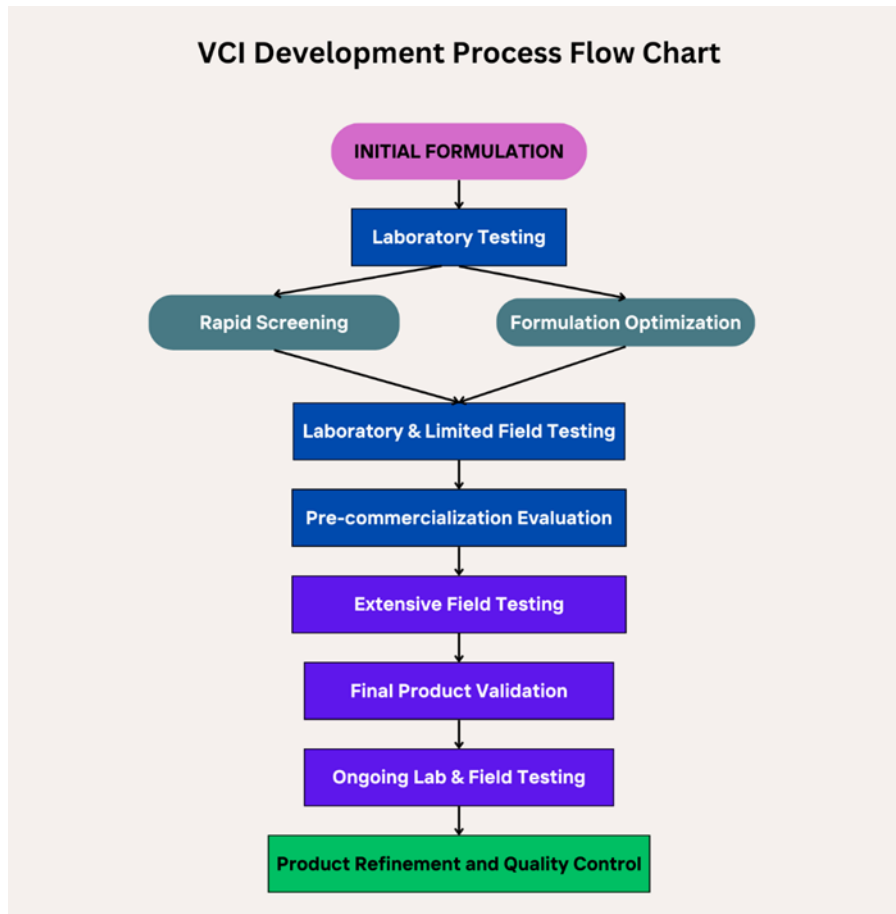 VCI Development Process Flow Chart
INITIAL FORMULATION
Laboratory Testing
Rapid Screening
Formulation Optimization
Laboratory & Limited Field Testing
Pre-commercialization Evaluation
Extensive Field Testing
Final Product Validation
Ongoing Lab & Field Testing
Product Refinement and Quality Control